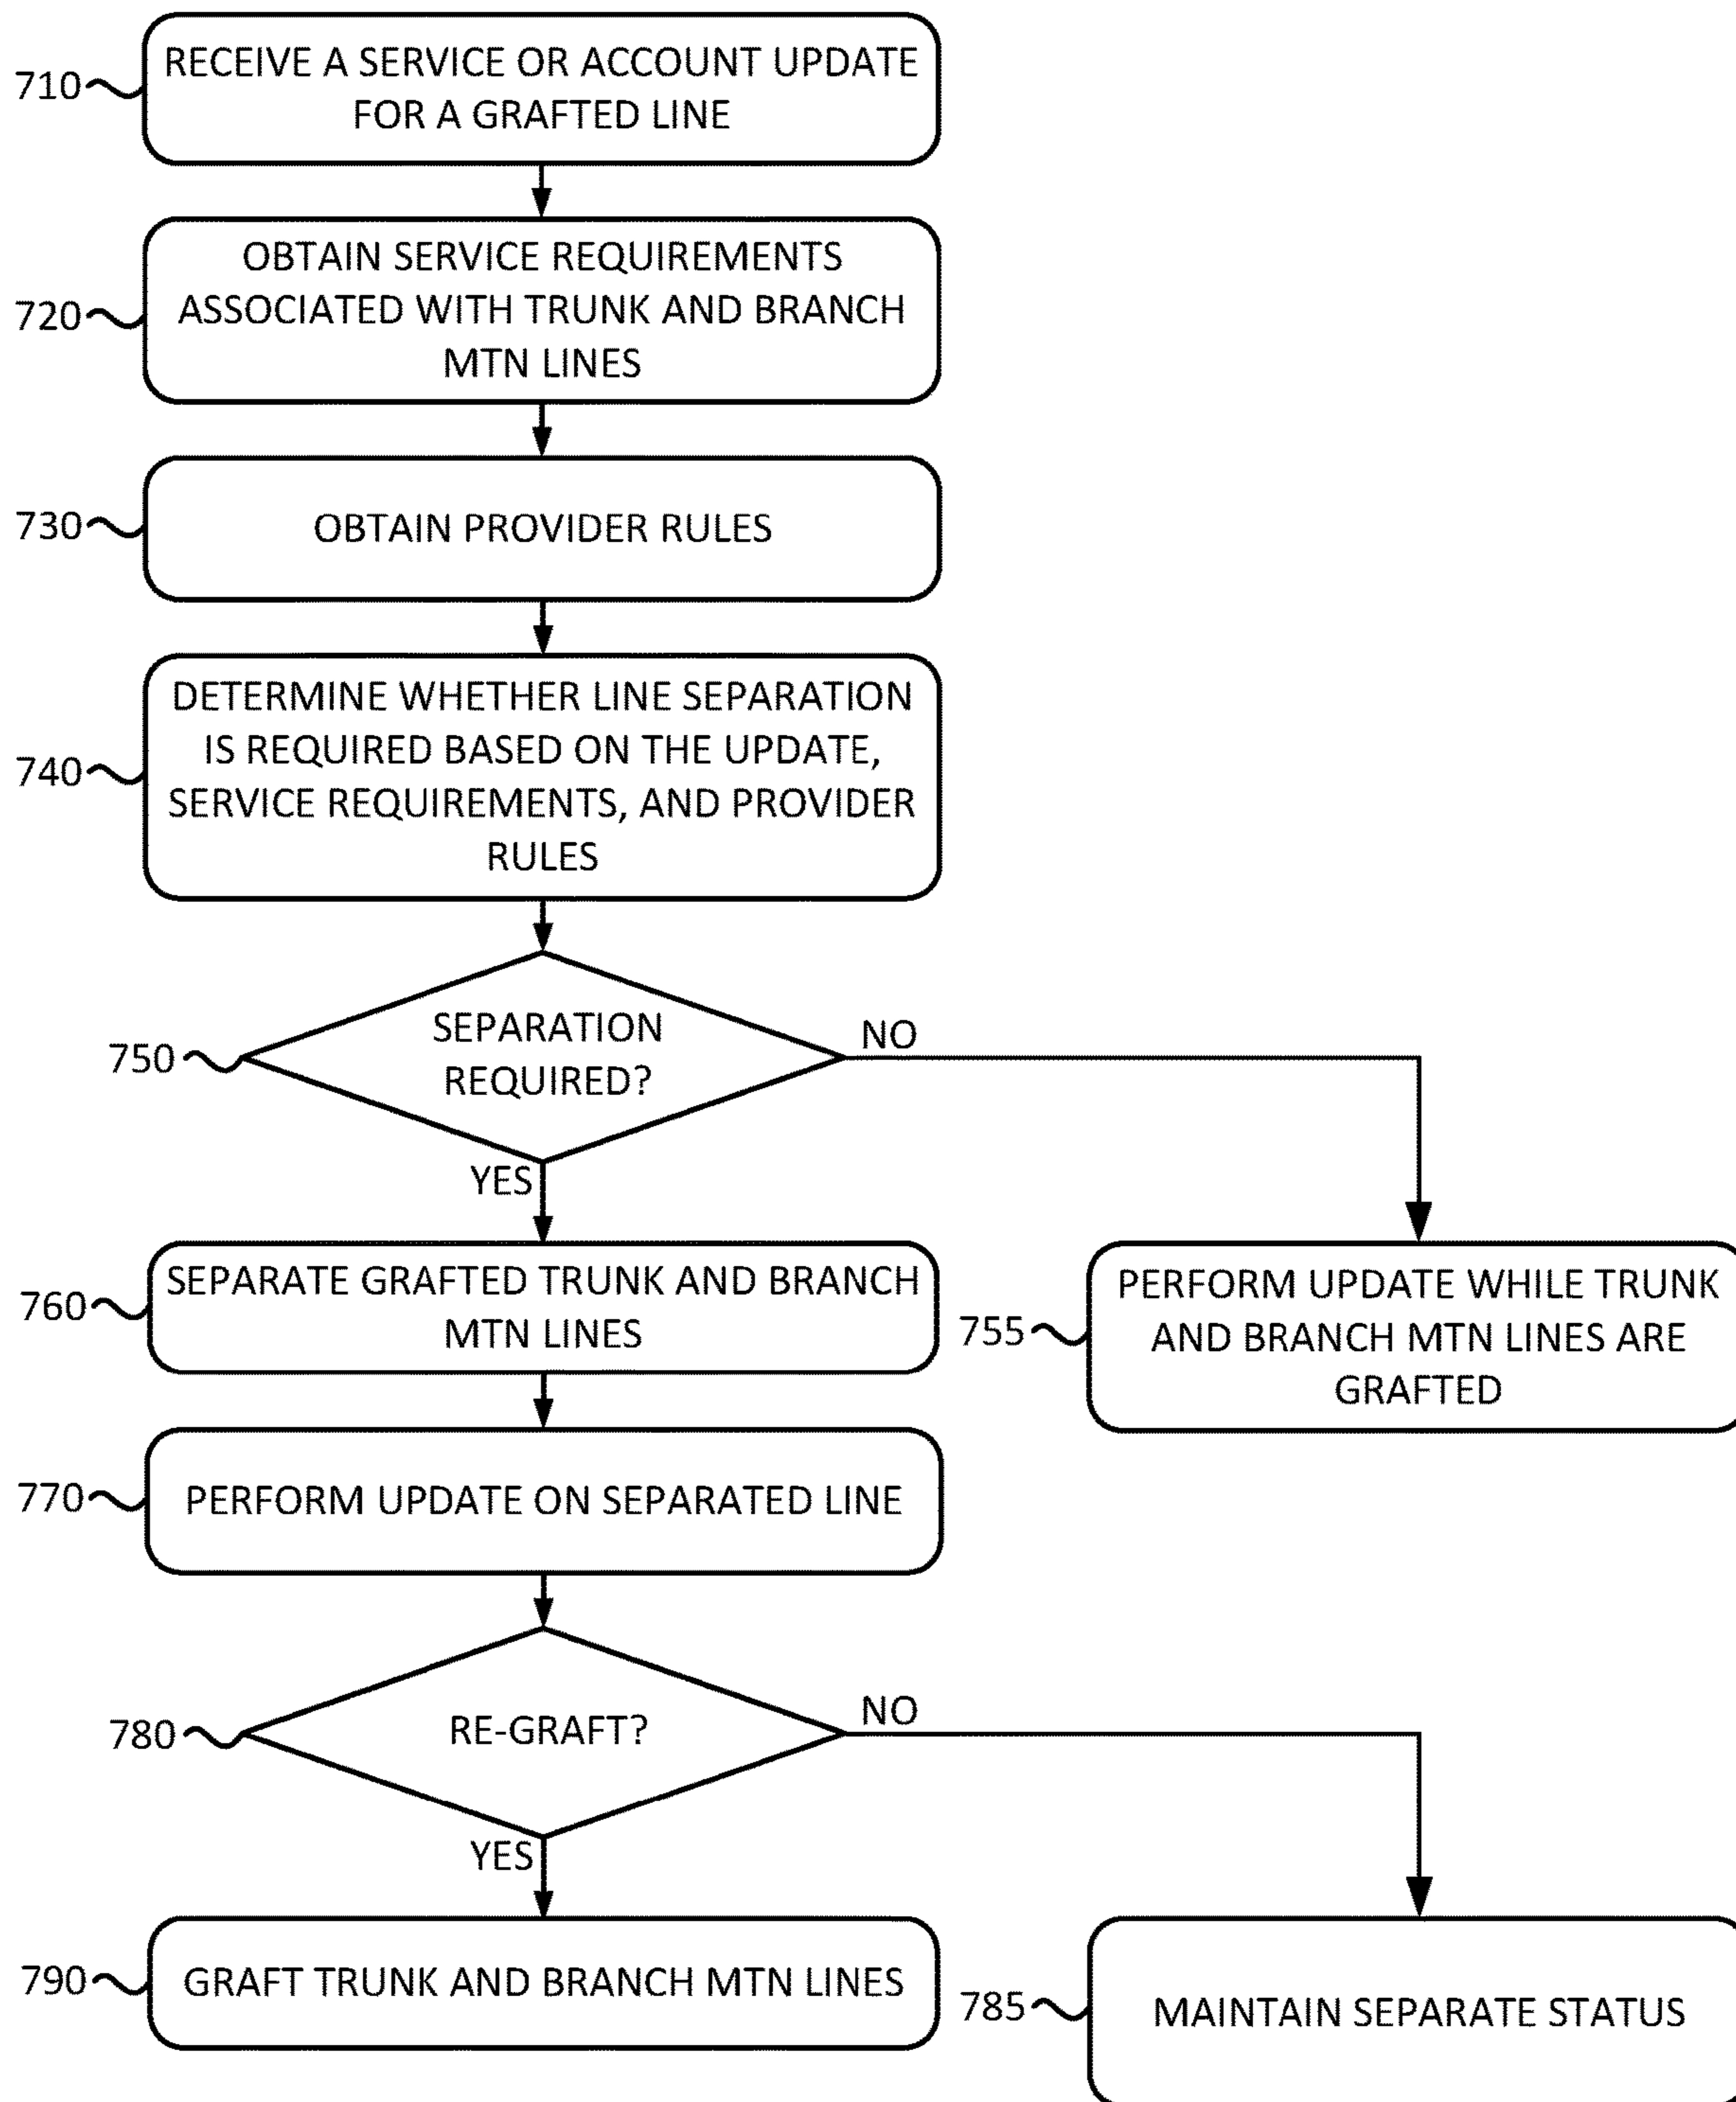 710
RECEIVE A SERVICE OR ACCOUNT UPDATE
FOR A GRAFTED LINE
720
OBTAIN SERVICE REQUIREMENTS
ASSOCIATED WITH TRUNK AND BRANCH
MTN LINES
730
OBTAIN PROVIDER RULES
740
DETERMINE WHETHER LINE SEPARATION
IS REQUIRED BASED ON THE UPDATE,
SERVICE REQUIREMENTS, AND PROVIDER
RULES
750
SEPARATION
REQUIRED?
NO
YES
760
SEPARATE GRAFTED TRUNK AND BRANCH
MTN LINES
755
PERFORM UPDATE WHILE TRUNK
AND BRANCH MTN LINES ARE
GRAFTED
770
PERFORM UPDATE ON SEPARATED LINE
780
RE-GRAFT?
NO
YES
790
GRAFT TRUNK AND BRANCH MTN LINES
785
MAINTAIN SEPARATE STATUS